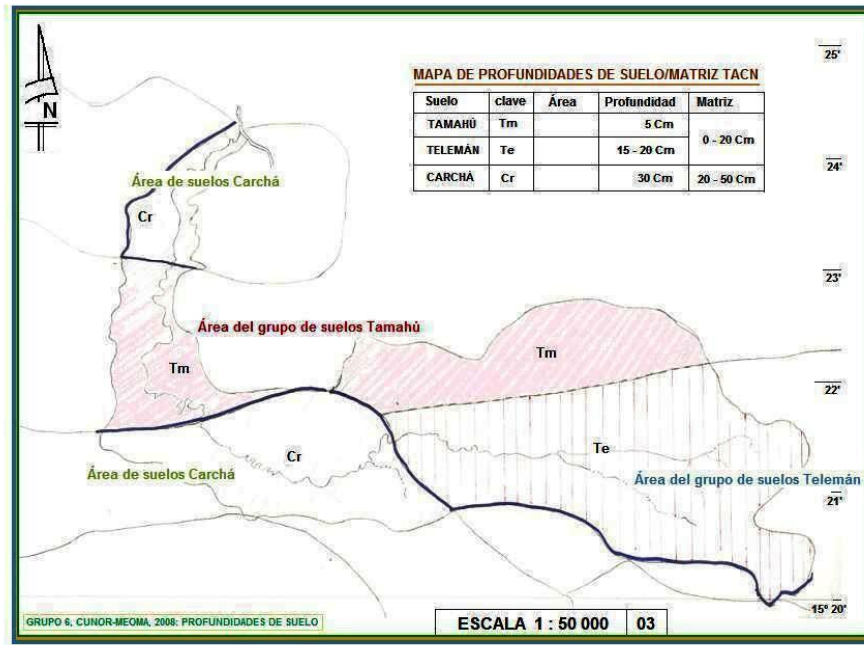 25'
N
MAPA DE PROFUNDIDADES DE SUELO/MATRIZ TACN
Suelo clave Área Profundidad Matriz
TAMAHÚ Tm 5 Cm
0 - 20 Cm
TELEMÁN Te 15 - 20 Cm
CARCHÁ Cr 30 Cm 20 - 50 Cm
24'
Área de suelos Carchá
Cr
23'
Área del grupo de suelos Tamahú
Tm
Tm
22'
Cr
Te
Área de suelos Carchá
Área del grupo de suelos Telemán
21'
15° 20'
GRUPO 6, CUNOR-MEOMA, 2008: PROFUNDIDADES DE SUELO
ESCALA 1 : 50 000 03